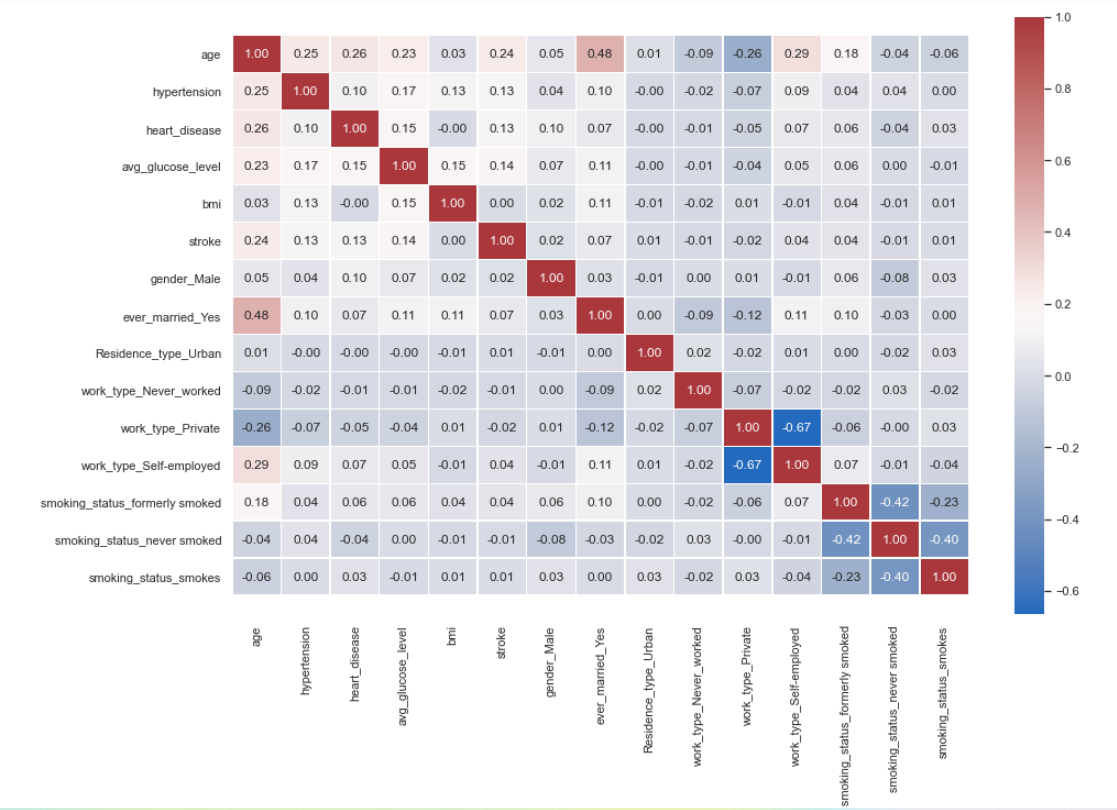 age 1.00 0.25 0.26 0.23 0.03 0.24 0.05 0.48 0.01 -0.09 -0.26 0.29 0.18 -0.04 -0.06
hypertension 0.25 1.00 0.10 0.17 0.13 0.13 0.04 0.10 -0.00 -0.02 -0.07 0.09 0.04 0.04 0.00
heart_disease 0.26 0.10 1.00 0.15 -0.00 0.13 0.10 0.07 -0.00 -0.01 -0.05 0.07 0.06 -0.04 0.03
avg_glucose_level 0.23 0.17 0.15 1.00 0.15 0.14 0.07 0.11 -0.00 -0.01 -0.04 0.05 0.06 0.00 -0.01
bmi 0.03 0.13 -0.00 0.15 1.00 0.00 0.02 0.11 -0.01 -0.02 0.01 -0.01 0.04 -0.01 0.01
stroke 0.24 0.13 0.13 0.14 0.00 1.00 0.02 0.07 0.01 -0.01 -0.02 0.04 0.04 -0.01 0.01
gender_Male 0.05 0.04 0.10 0.07 0.02 0.02 1.00 0.03 -0.01 0.00 0.01 -0.01 0.06 -0.08 0.03
ever_married_Yes 0.48 0.10 0.07 0.11 0.11 0.07 0.03 1.00 0.00 -0.09 -0.12 0.11 0.10 -0.03 0.00
Residence_type_Urban 0.01 -0.00 -0.00 -0.00 -0.01 0.01 -0.01 0.00 1.00 0.02 -0.02 0.01 0.00 -0.02 0.03
work_type_Never_worked -0.09 -0.02 -0.01 -0.01 -0.02 -0.01 0.00 -0.09 0.02 1.00 -0.07 -0.02 -0.02 0.03 -0.02
work_type_Private -0.26 -0.07 -0.05 -0.04 0.01 -0.02 0.01 -0.12 -0.02 -0.07 1.00 -0.67 -0.06 -0.00 0.03
work_type_Self-employed 0.29 0.09 0.07 0.05 -0.01 0.04 -0.01 0.11 0.01 -0.02 -0.67 1.00 0.07 -0.01 -0.04
smoking_status_formerly smoked 0.18 0.04 0.06 0.06 0.04 0.04 0.06 0.10 0.00 -0.02 -0.06 0.07 1.00 -0.42 -0.23
smoking_status_never smoked -0.04 0.04 -0.04 0.00 -0.01 -0.01 -0.08 -0.03 -0.02 0.03 -0.00 -0.01 -0.42 1.00 -0.40
smoking_status_smokes -0.06 0.00 0.03 -0.01 0.01 0.01 0.03 0.00 0.03 -0.02 0.03 -0.04 -0.23 -0.40 1.00
age
hypertension
heart_disease
avg_glucose_level
bmi
stroke
gender_Male
ever_married_Yes
Residence_type_Urban
work_type_Never_worked
work_type_Private
work_type_Self-employed
smoking_status_formerly smoked
smoking_status_never smoked
smoking_status_smokes
1.0
0.8
0.6
0.4
0.2
0.0
−0.2
−0.4
−0.6